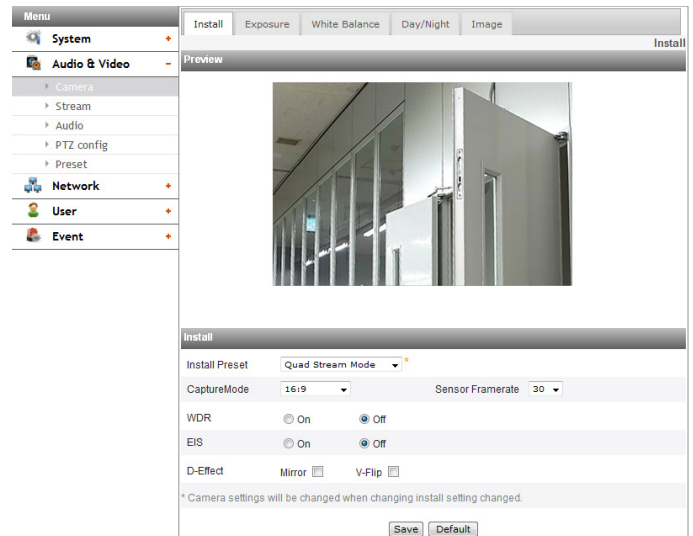 Menu
System +
Audio & Video -
Camera
Stream
Audio
PTZ config
Preset
Network +
User +
Event +
Install Exposure White Balance Day/Night Image
Install
Preview
Install
Install Preset Quad Stream Mode *
CaptureMode 16:9 Sensor Framerate 30
WDR On Off
EIS On Off
D-Effect Mirror V-Flip
* Camera settings will be changed when changing install setting changed.
Save Default